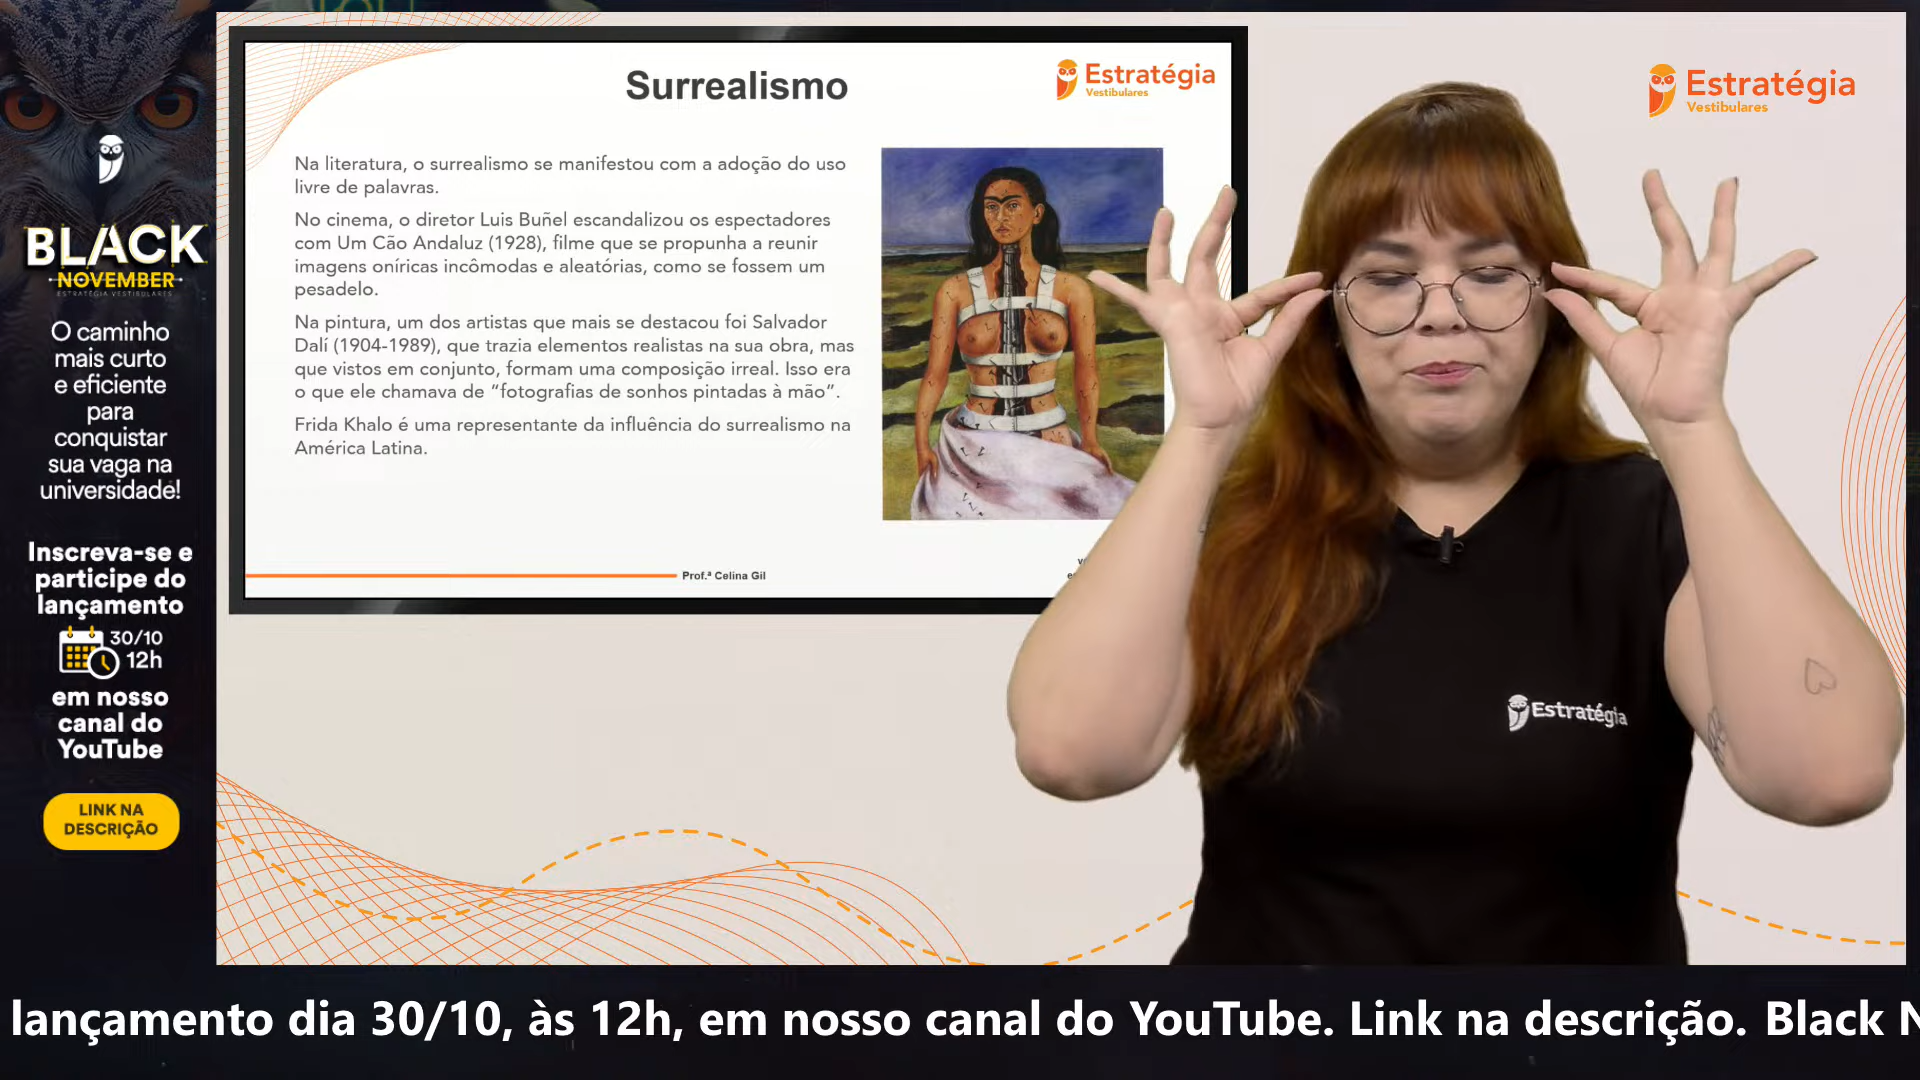 BLACK
NOVEMBER
ESTRATÉGIA VESTIBULARES
O caminho
mais curto
e eficiente
para
conquistar
sua vaga na
universidade!
Inscreva-se e
participe do
lançamento
30/10
12h
em nosso
canal do
YouTube
LINK NA
DESCRIÇÃO
Surrealismo
Estratégia
Vestibulares
Na literatura, o surrealismo se manifestou com a adoção do uso
livre de palavras.
No cinema, o diretor Luis Buñel escandalizou os espectadores
com Um Cão Andaluz (1928), filme que se propunha a reunir
imagens oníricas incômodas e aleatórias, como se fossem um
pesadelo.
Na pintura, um dos artistas que mais se destacou foi Salvador
Dalí (1904-1989), que trazia elementos realistas na sua obra, mas
que vistos em conjunto, formam uma composição irreal. Isso era
o que ele chamava de “fotografias de sonhos pintadas à mão”.
Frida Khalo é uma representante da influência do surrealismo na
América Latina.
Prof.ª Celina Gil
Estratégia
Vestibulares
Estratégia
lançamento dia 30/10, às 12h, em nosso canal do YouTube. Link na descrição. Black N